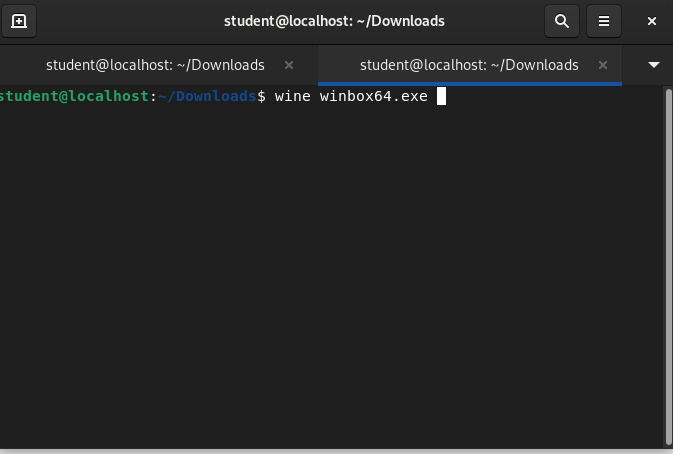 student@localhost: ~/Downloads
student@localhost: ~/Downloads × student@localhost: ~/Downloads ×
student@localhost:~/Downloads$ wine winbox64.exe